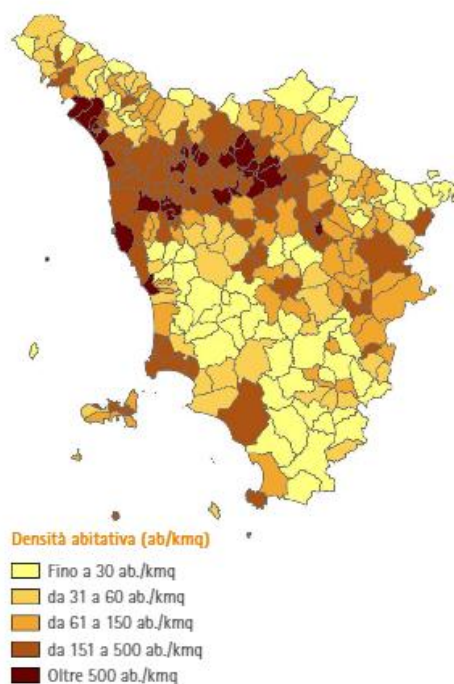 Densità abitativa (ab/kmq)
Fino a 30 ab./kmq
da 31 a 60 ab./kmq
da 61 a 150 ab./kmq
da 151 a 500 ab./kmq
Oltre 500 ab./kmq